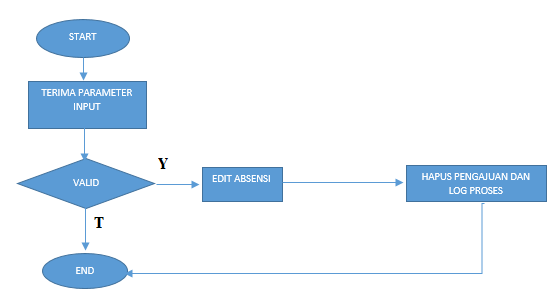 START
TERIMA PARAMETER
INPUT
VALID
Y
EDIT ABSENSI
HAPUS PENGAJUAN DAN
LOG PROSES
T
END